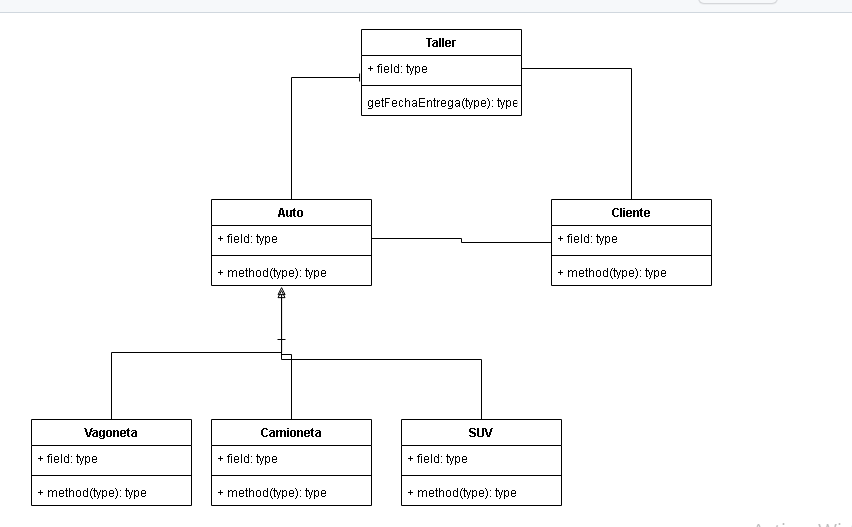 Taller
+ field: type
getFechaEntrega(type): type
Auto
+ field: type
+ method(type): type
Cliente
+ field: type
+ method(type): type
Vagoneta
+ field: type
+ method(type): type
Camioneta
+ field: type
+ method(type): type
SUV
+ field: type
+ method(type): type